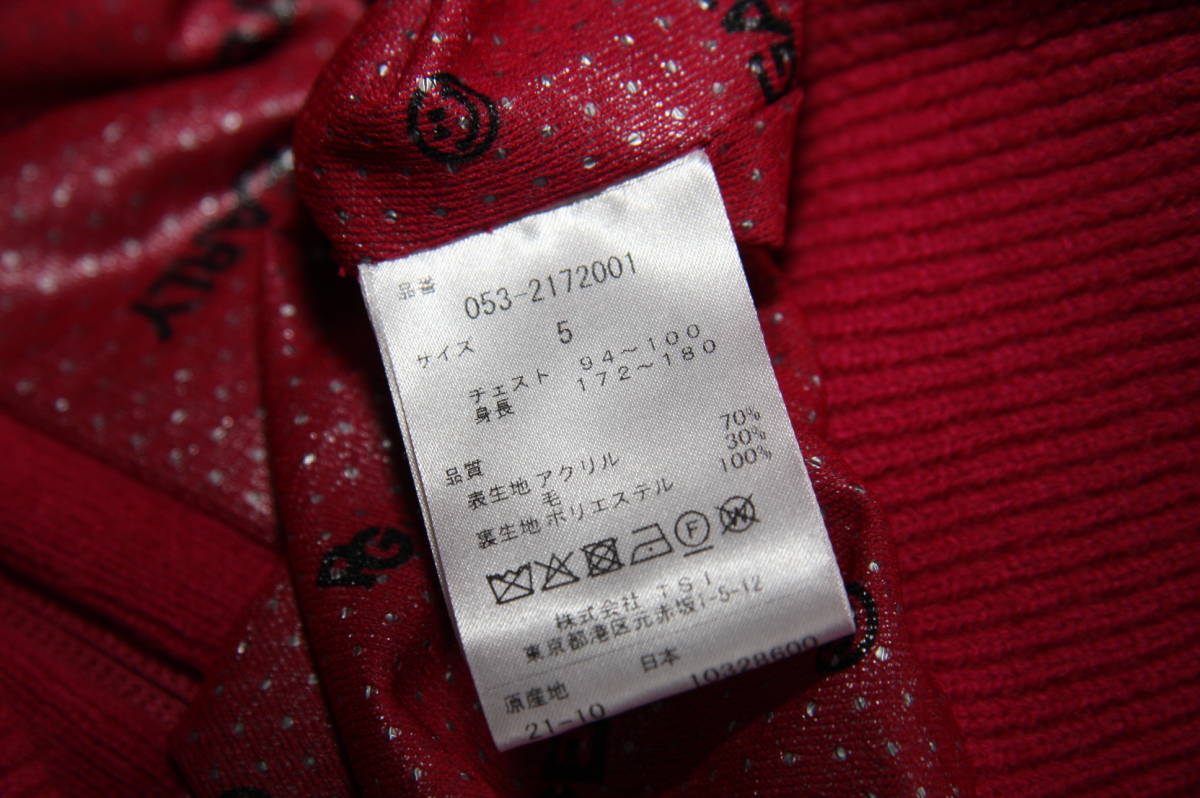 品番 053-2172001
サイズ 5
チェスト 94～100
身長 172～180
品質
表生地 アクリル 70%
毛 30%
裏生地 ポリエステル 100%
F W
株式会社 TSI
東京都港区元赤坂1-5-12
原産地 日本
21-10 10328600
PG